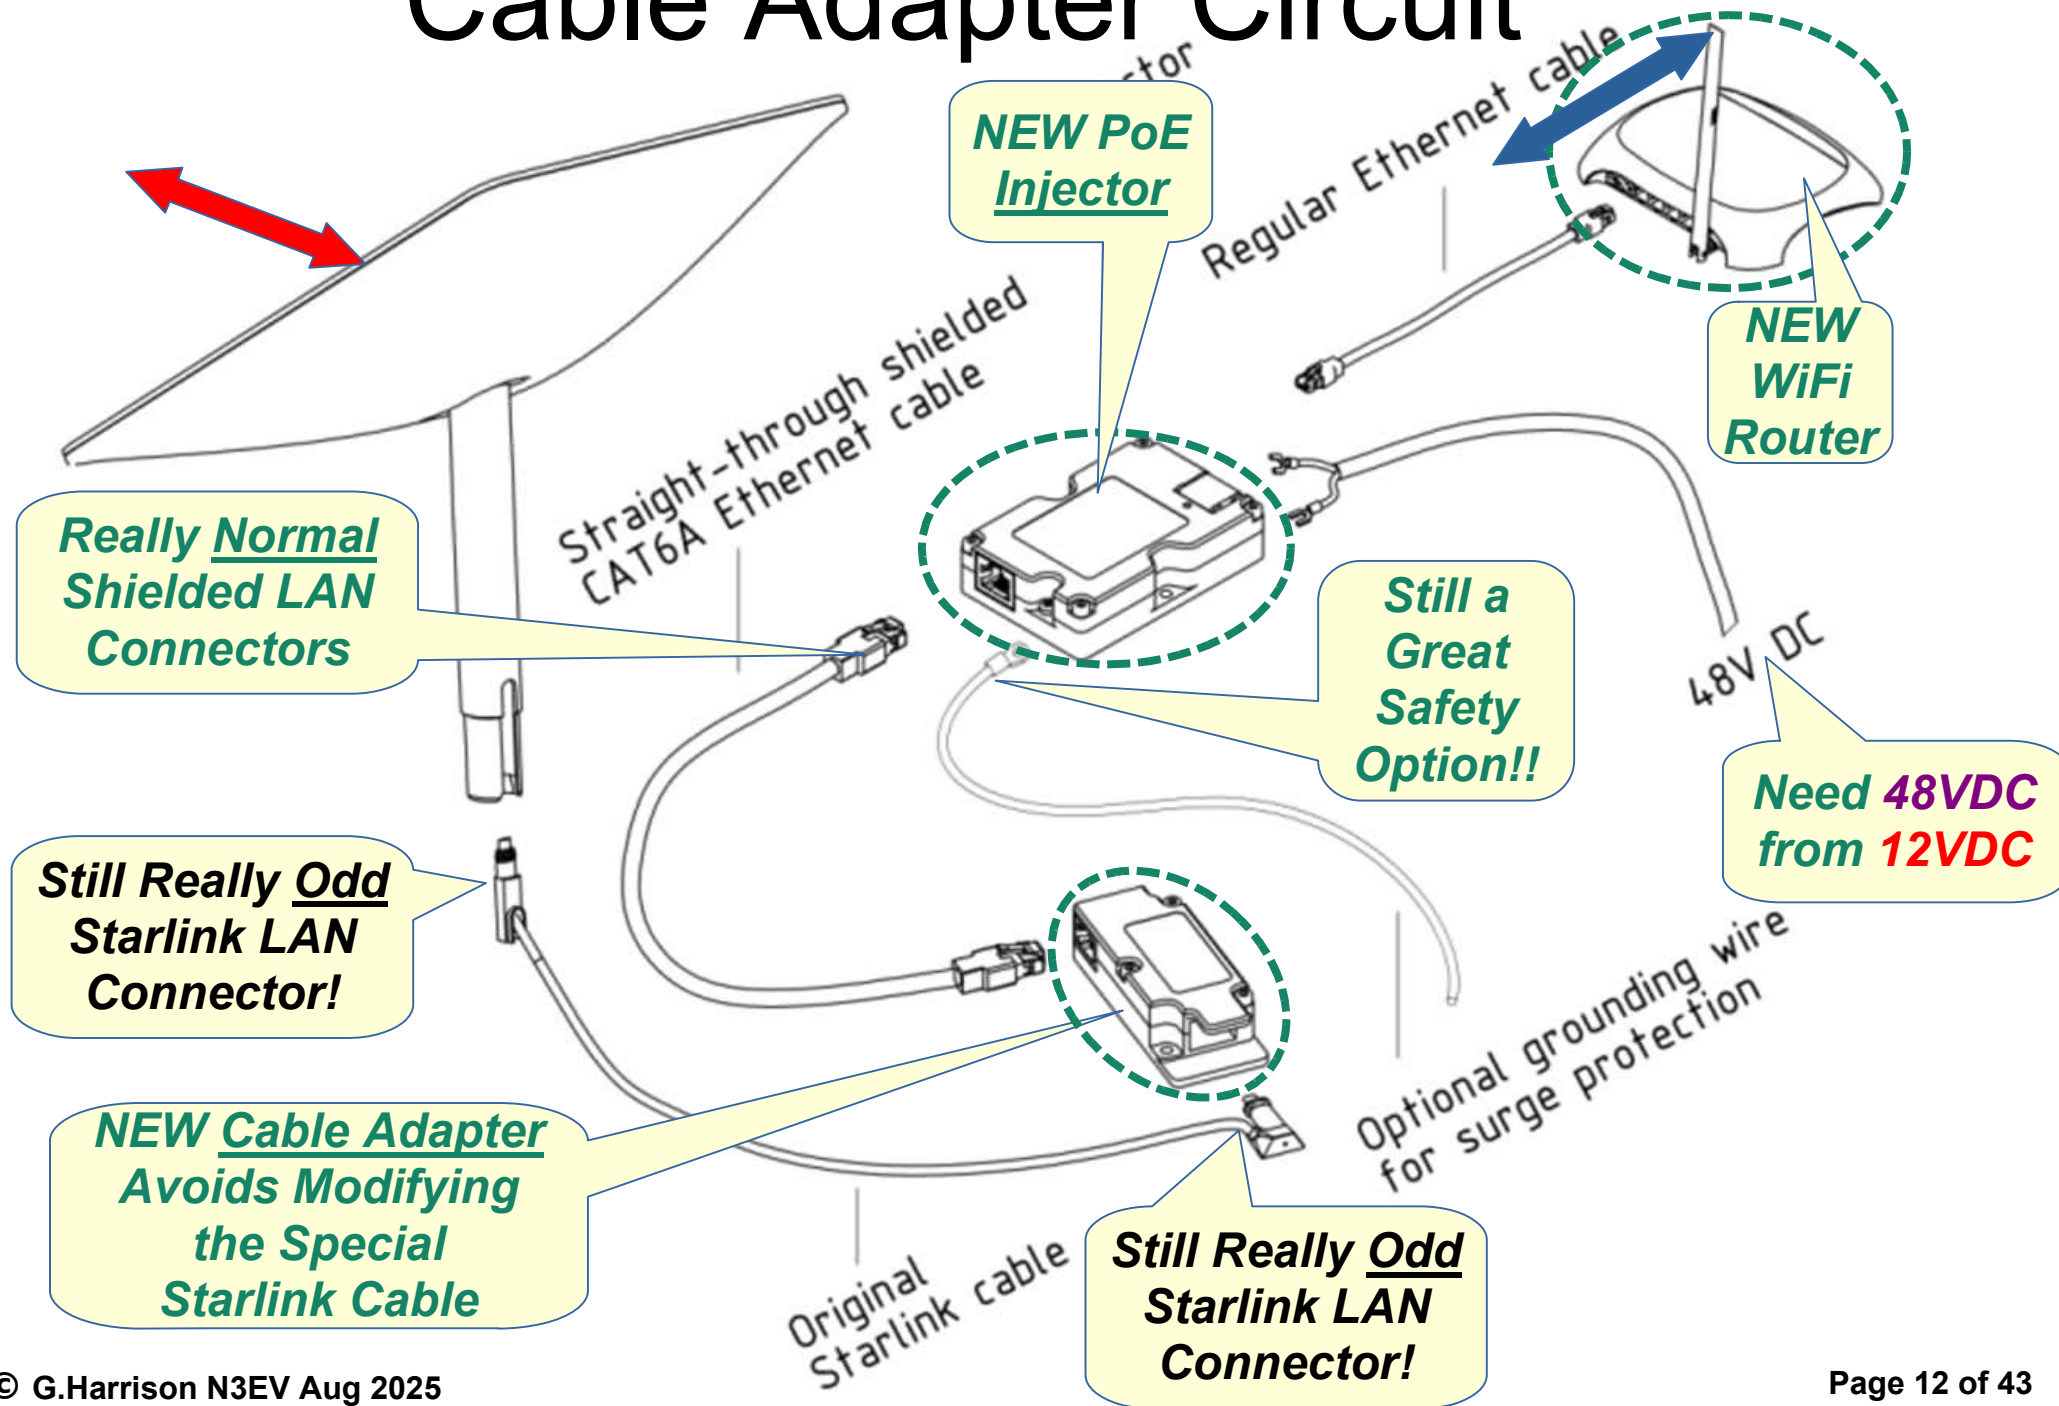 Cable Adapter Circuit
NEW PoE
Injector
Regular Ethernet cable
NEW
WiFi
Router
Straight-through shielded
CAT6A Ethernet cable
Really Normal
Shielded LAN
Connectors
Still a
Great
Safety
Option!!
48V DC
Need 48VDC
from 12VDC
Still Really Odd
Starlink LAN
Connector!
Optional grounding wire
for surge protection
NEW Cable Adapter
Avoids Modifying
the Special
Starlink Cable
Original
Starlink cable
Still Really Odd
Starlink LAN
Connector!
© G.Harrison N3EV Aug 2025
Page 12 of 43